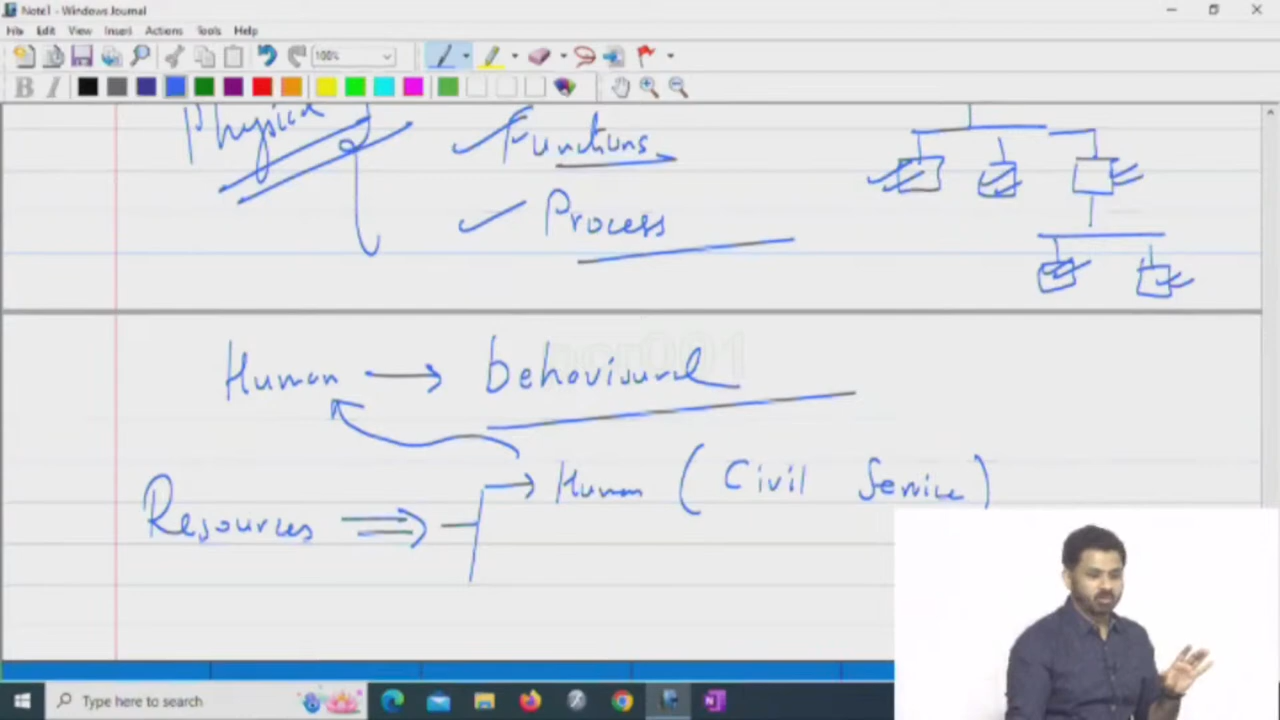 Note1 - Windows Journal
File Edit View Insert Actions Tools Help
100%
B I
Physical
Functions
Process
Human → behavioural
Resources ⇒ → Human (Civil Service)
Type here to search